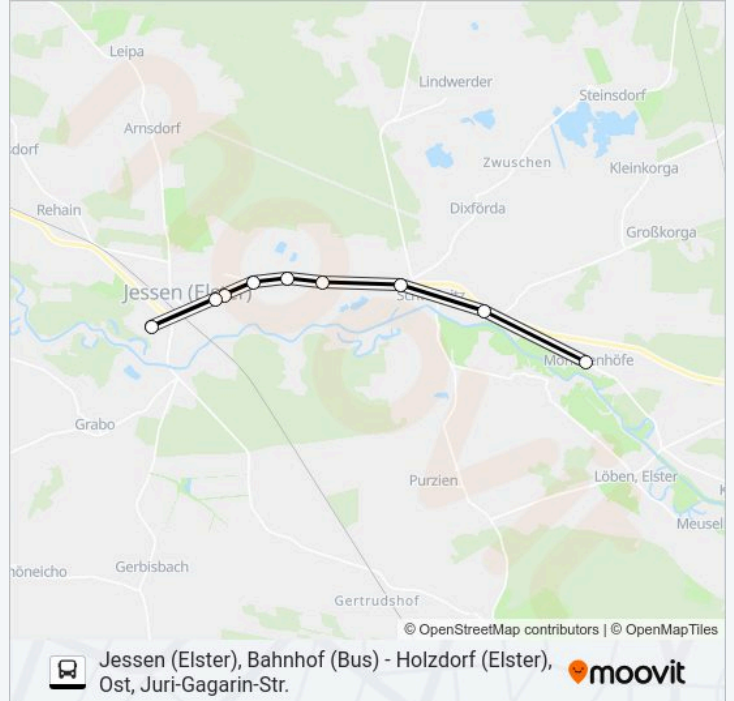 Leipa
Lindwerder
Steinsdorf
Arnsdorf
dorf
Zwuschen
Kleinkorga
Rehain
Dixförda
Großkorga
Jessen (Elster)
Grabo
Purzien
Löben, Elster
Meusel
Gerbisbach
höneicho
Gertrudshof
© OpenStreetMap contributors | © OpenMapTiles
Jessen (Elster), Bahnhof (Bus) - Holzdorf (Elster),
Ost, Juri-Gagarin-Str.
moovit